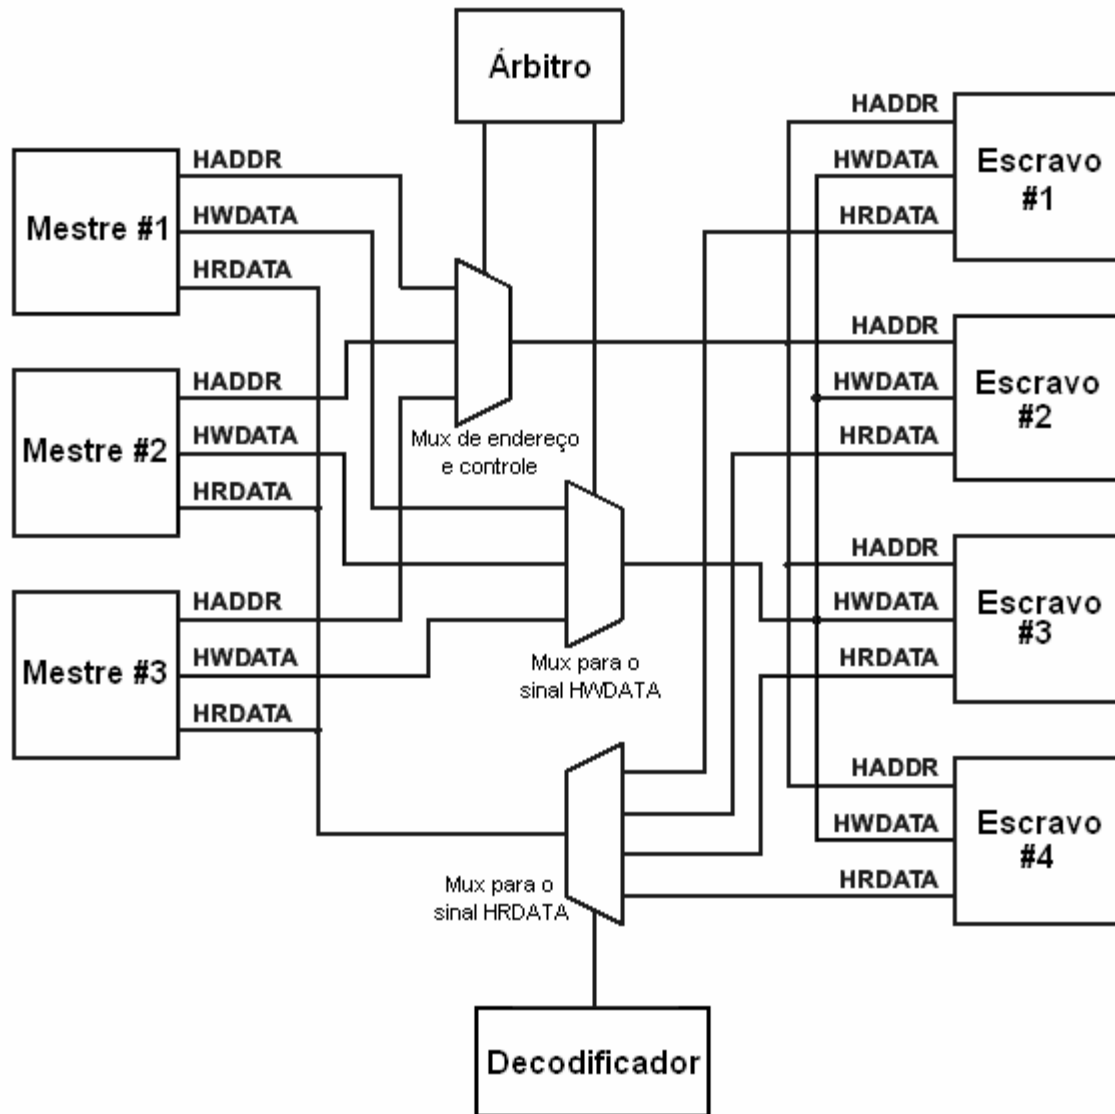 Árbitro
Mestre #1
HADDR
HWDATA
HRDATA
Mestre #2
HADDR
HWDATA
HRDATA
Mestre #3
HADDR
HWDATA
HRDATA
Mux de endereço
e controle
Mux para o
sinal HWDATA
Mux para o
sinal HRDATA
HADDR
HWDATA
HRDATA
Escravo
#1
HADDR
HWDATA
HRDATA
Escravo
#2
HADDR
HWDATA
HRDATA
Escravo
#3
HADDR
HWDATA
HRDATA
Escravo
#4
Decodificador